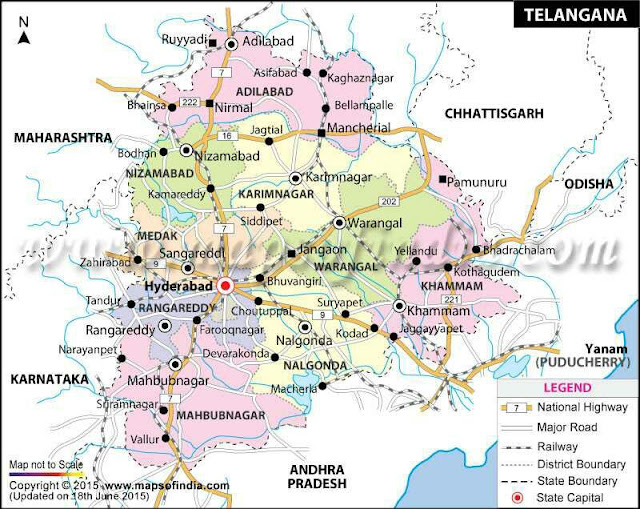 TELANGANA
N
Ruyyadi
Adilabad
Asifabad
Kaghaznagar
7
ADILABAD
Bhainsa
222
Nirmal
Bellampalle
CHHATTISGARH
MAHARASHTRA
16
Jagtial
Mancherial
Bodhan
Nizamabad
NIZAMABAD
Karimnagar
Pamunuru
ODISHA
Kamareddy
KARIMNAGAR
202
Siddipet
Warangal
MEDAK
Sangareddi
Jangaon
Yellandu
Bhadrachalam
Zahirabad
9
WARANGAL
Kothagudem
Hyderabad
Bhuvangiri
KHAMMAM
221
Tandur
RANGAREDDY
Choutuppal
Suryapet
Khammam
Rangareddy
Farooqnagar
9
Nalgonda
Kodad
Jaggayyapet
Narayanpet
Devarakonda
Yanam
(PUDUCHERRY)
Mahbubnagar
NALGONDA
KARNATAKA
Macherla
LEGEND
7
Sriramnagar
MAHBUBNAGAR
7 National Highway
Major Road
Vallur
Railway
District Boundary
Map not to Scale
ANDHRA
PRADESH
State Boundary
Copyright © 2015 www.mapsofindia.com
(Updated on 18th June 2015)
State Capital